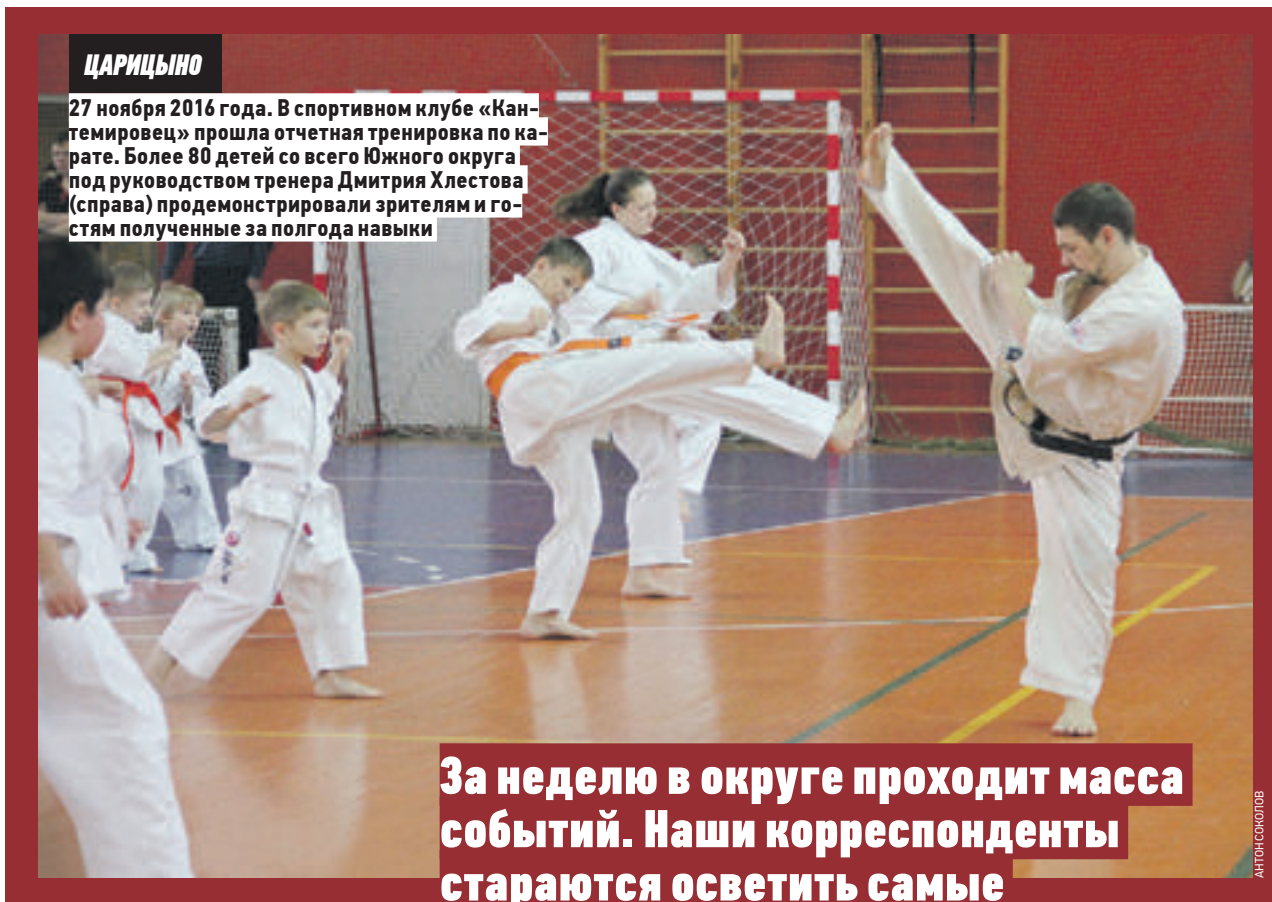 ЦАРИЦЫНО
27 ноября 2016 года. В спортивном клубе «Кан-
темировец» прошла отчетная тренировка по ка-
рате. Более 80 детей со всего Южного округа
под руководством тренера Дмитрия Хлестова
(справа) продемонстрировали зрителям и го-
стям полученные за полгода навыки
За неделю в округе проходит масса
событий. Наши корреспонденты
стараются осветить самые
АНТОН СОКОЛОВ